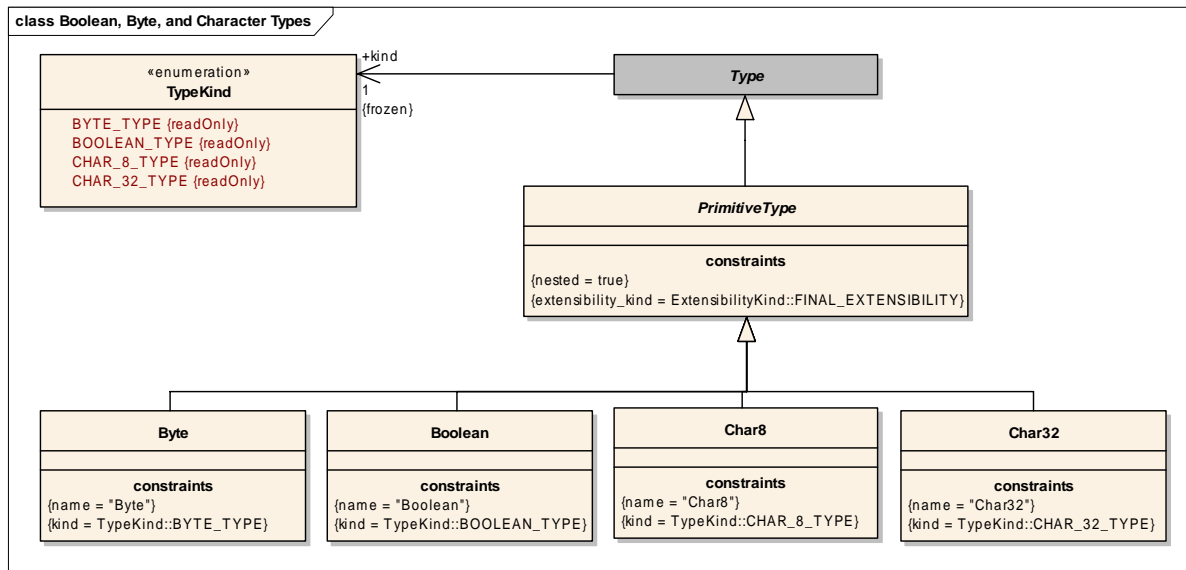 class Boolean, Byte, and Character Types
«enumeration»
TypeKind
BYTE_TYPE {readOnly}
BOOLEAN_TYPE {readOnly}
CHAR_8_TYPE {readOnly}
CHAR_32_TYPE {readOnly}
+kind
1
{frozen}
Type
PrimitiveType
constraints
{nested = true}
{extensibility_kind = ExtensibilityKind::FINAL_EXTENSIBILITY}
Byte
constraints
{name = "Byte"}
{kind = TypeKind::BYTE_TYPE}
Boolean
constraints
{name = "Boolean"}
{kind = TypeKind::BOOLEAN_TYPE}
Char8
constraints
{name = "Char8"}
{kind = TypeKind::CHAR_8_TYPE}
Char32
constraints
{name = "Char32"}
{kind = TypeKind::CHAR_32_TYPE}